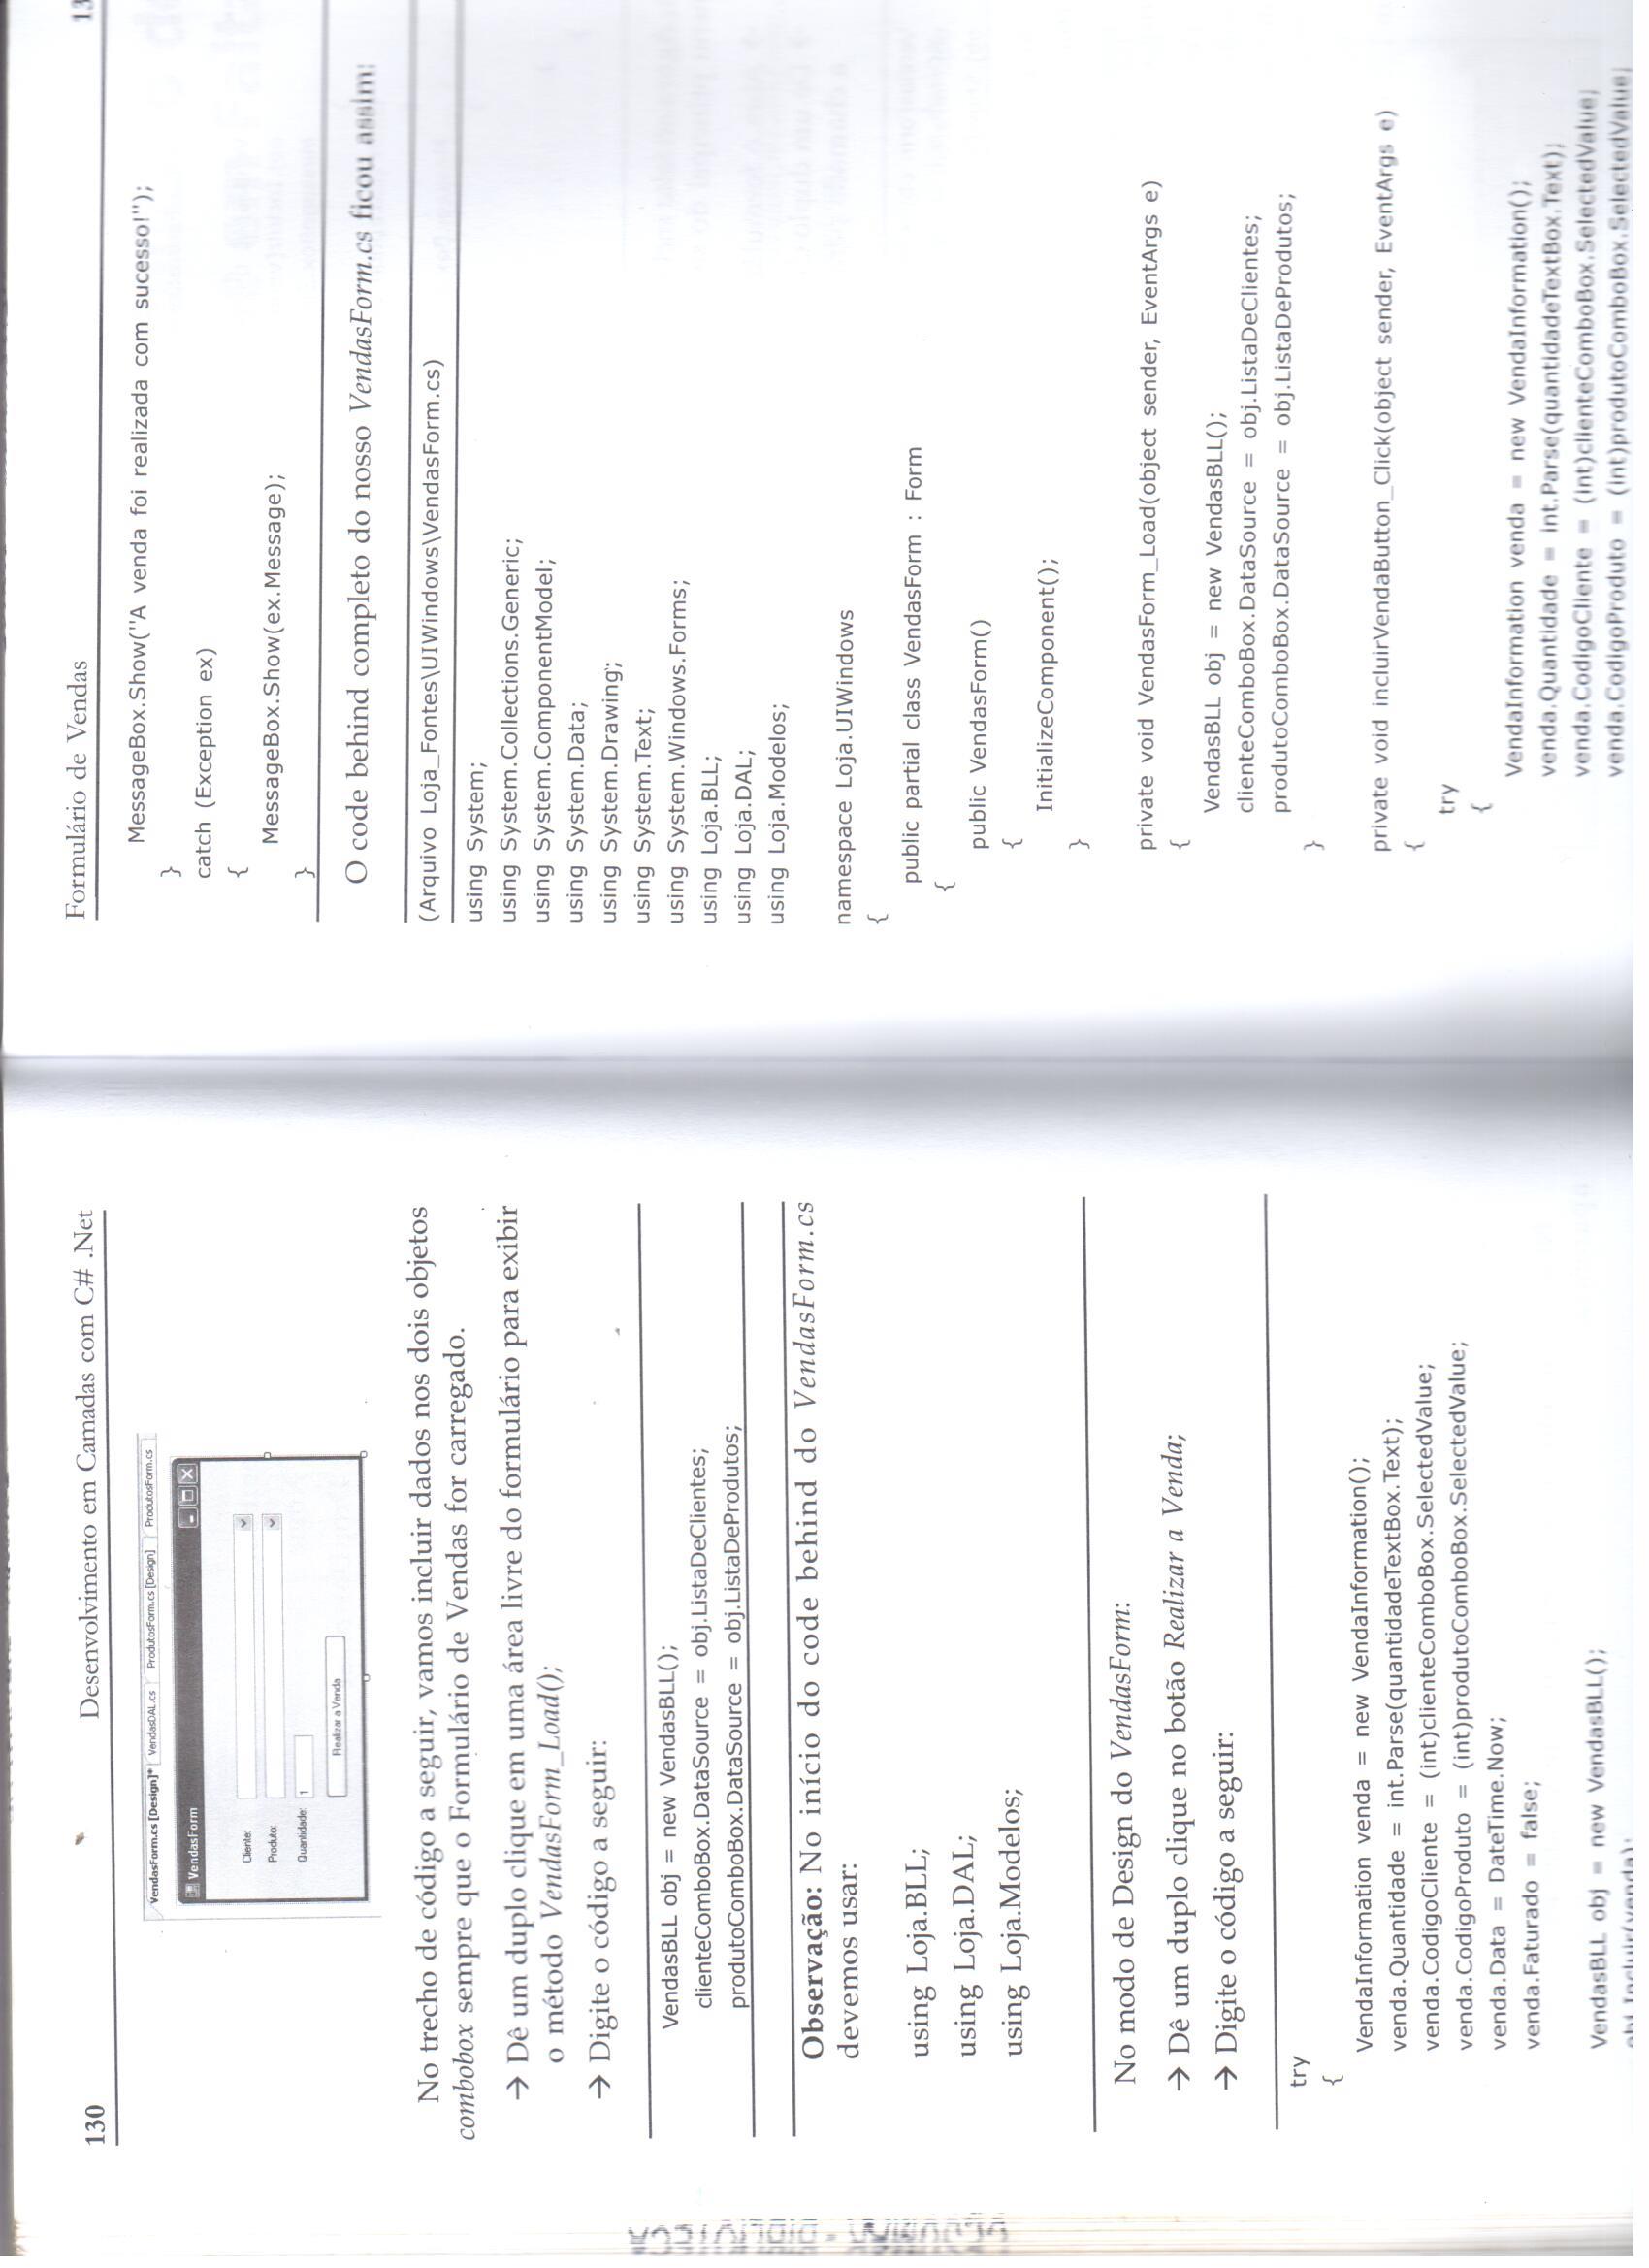 130
Desenvolvimento em Camadas com C# .Net
VendasForm.cs [Design]* VendasDAL.cs ProdutosForm.cs [Design] ProdutosForm.cs
VendasForm
Cliente:
Produto:
Quantidade: 1
Realizar a Venda
No trecho de código a seguir, vamos incluir dados nos dois objetos
combobox sempre que o Formulário de Vendas for carregado.
→ Dê um duplo clique em uma área livre do formulário para exibir
o método VendasForm_Load();
→ Digite o código a seguir:
VendasBLL obj = new VendasBLL();
clienteComboBox.DataSource = obj.ListaDeClientes;
produtoComboBox.DataSource = obj.ListaDeProdutos;
Observação: No início do code behind do VendasForm.cs
devemos usar:
using Loja.BLL;
using Loja.DAL;
using Loja.Modelos;
No modo de Design do VendasForm:
→ Dê um duplo clique no botão Realizar a Venda;
→ Digite o código a seguir:
try
{
VendaInformation venda = new VendaInformation();
venda.Quantidade = int.Parse(quantidadeTextBox.Text);
venda.CodigoCliente = (int)clienteComboBox.SelectedValue;
venda.CodigoProduto = (int)produtoComboBox.SelectedValue;
venda.Data = DateTime.Now;
venda.Faturado = false;
VendasBLL obj = new VendasBLL();
obj.Incluir(venda);
Formulário de Vendas
MessageBox.Show("A venda foi realizada com sucesso!");
}
catch (Exception ex)
{
MessageBox.Show(ex.Message);
}
O code behind completo do nosso VendasForm.cs ficou assim:
(Arquivo Loja_Fontes\UIWindows\VendasForm.cs)
using System;
using System.Collections.Generic;
using System.ComponentModel;
using System.Data;
using System.Drawing;
using System.Text;
using System.Windows.Forms;
using Loja.BLL;
using Loja.DAL;
using Loja.Modelos;
namespace Loja.UIWindows
{
public partial class VendasForm : Form
{
public VendasForm()
{
InitializeComponent();
}
private void VendasForm_Load(object sender, EventArgs e)
{
VendasBLL obj = new VendasBLL();
clienteComboBox.DataSource = obj.ListaDeClientes;
produtoComboBox.DataSource = obj.ListaDeProdutos;
}
private void incluirVendaButton_Click(object sender, EventArgs e)
{
try
{
VendaInformation venda = new VendaInformation();
venda.Quantidade = int.Parse(quantidadeTextBox.Text);
venda.CodigoCliente = (int)clienteComboBox.SelectedValue;
venda.CodigoProduto = (int)produtoComboBox.SelectedValue;